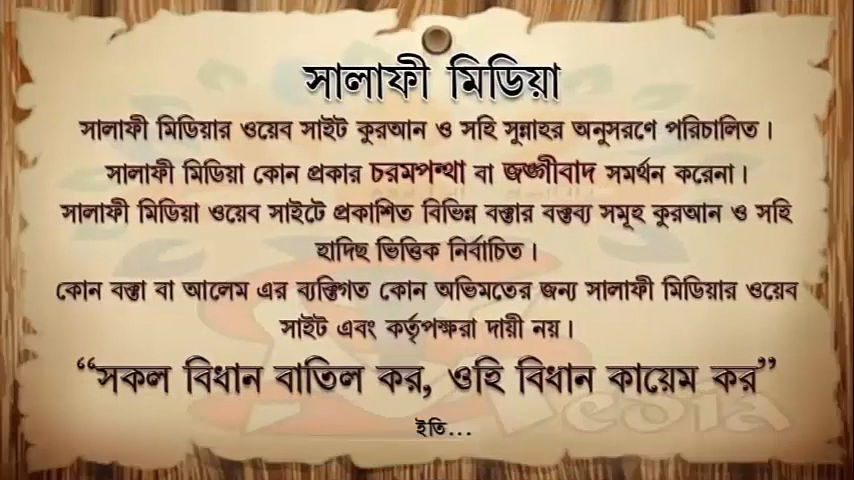 সালাফী মিডিয়া
সালাফী মিডিয়ার ওয়েব সাইট কুরআন ও সহি সুন্নাহর অনুসরণে পরিচালিত।
সালাফী মিডিয়া কোন প্রকার চরমপন্থা বা জঙ্গীবাদ সমর্থন করেনা।
সালাফী মিডিয়া ওয়েব সাইটে প্রকাশিত বিভিন্ন বক্তার বক্তব্য সমূহ কুরআন ও সহি
হাদিছ ভিত্তিক নির্বাচিত।
কোন বক্তা বা আলেম এর ব্যক্তিগত কোন অভিমতের জন্য সালাফী মিডিয়ার ওয়েব
সাইট এবং কর্তৃপক্ষরা দায়ী নয়।
“সকল বিধান বাতিল কর, ওহি বিধান কায়েম কর”
media
ইতি...